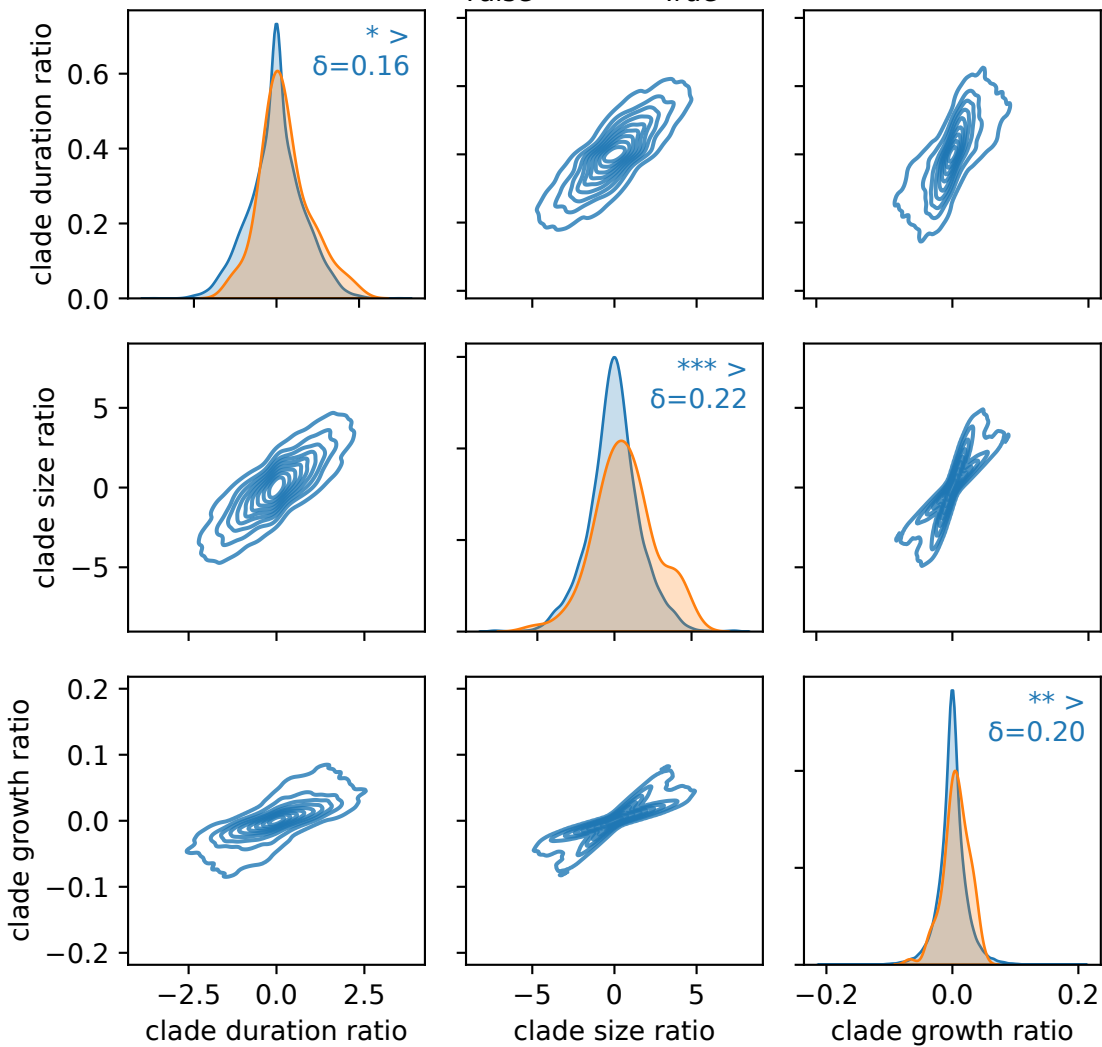 clade duration ratio
0.6
0.4
0.2
0.0
* >
δ=0.16
clade size ratio
5
0
−5
*** >
δ=0.22
clade growth ratio
0.2
0.1
0.0
−0.1
−0.2
** >
δ=0.20
−2.5 0.0 2.5
clade duration ratio
−5 0 5
clade size ratio
−0.2 0.0 0.2
clade growth ratio